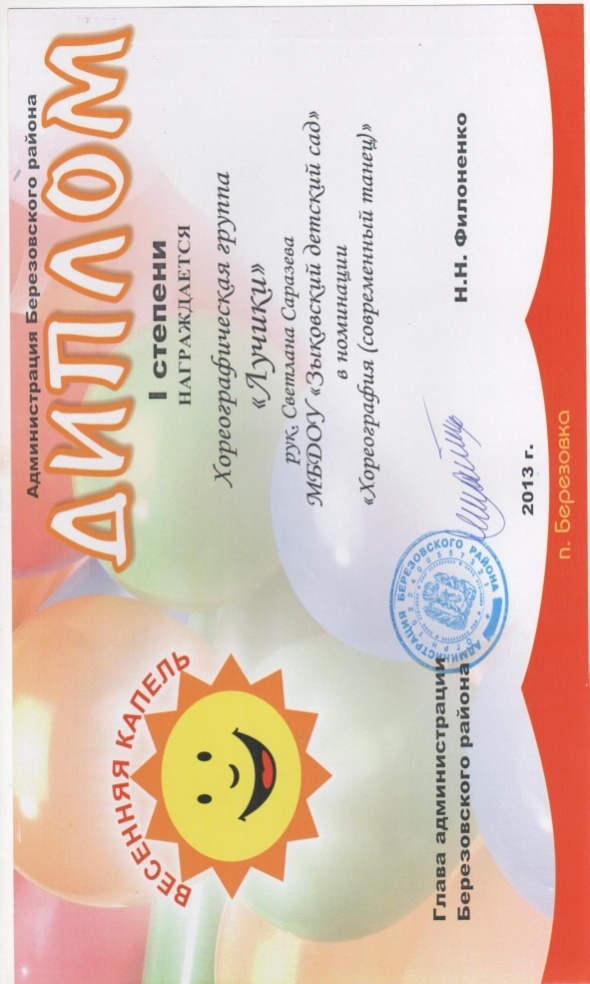 Администрация Березовского района
ДИПЛОМ
I степени
НАГРАЖДАЕТСЯ
Хореографическая группа
«Лучики»
рук. Светлана Саразева
МБДОУ «Зыковский детский сад»
в номинации
«Хореография (современный танец)»
ВЕСЕННЯЯ КАПЕЛЬ
Глава администрации
Березовского района
Н.Н. Филоненко
АДМИНИСТРАЦИЯ БЕРЕЗОВСКОГО РАЙОНА
2013 г.
п. Березовка